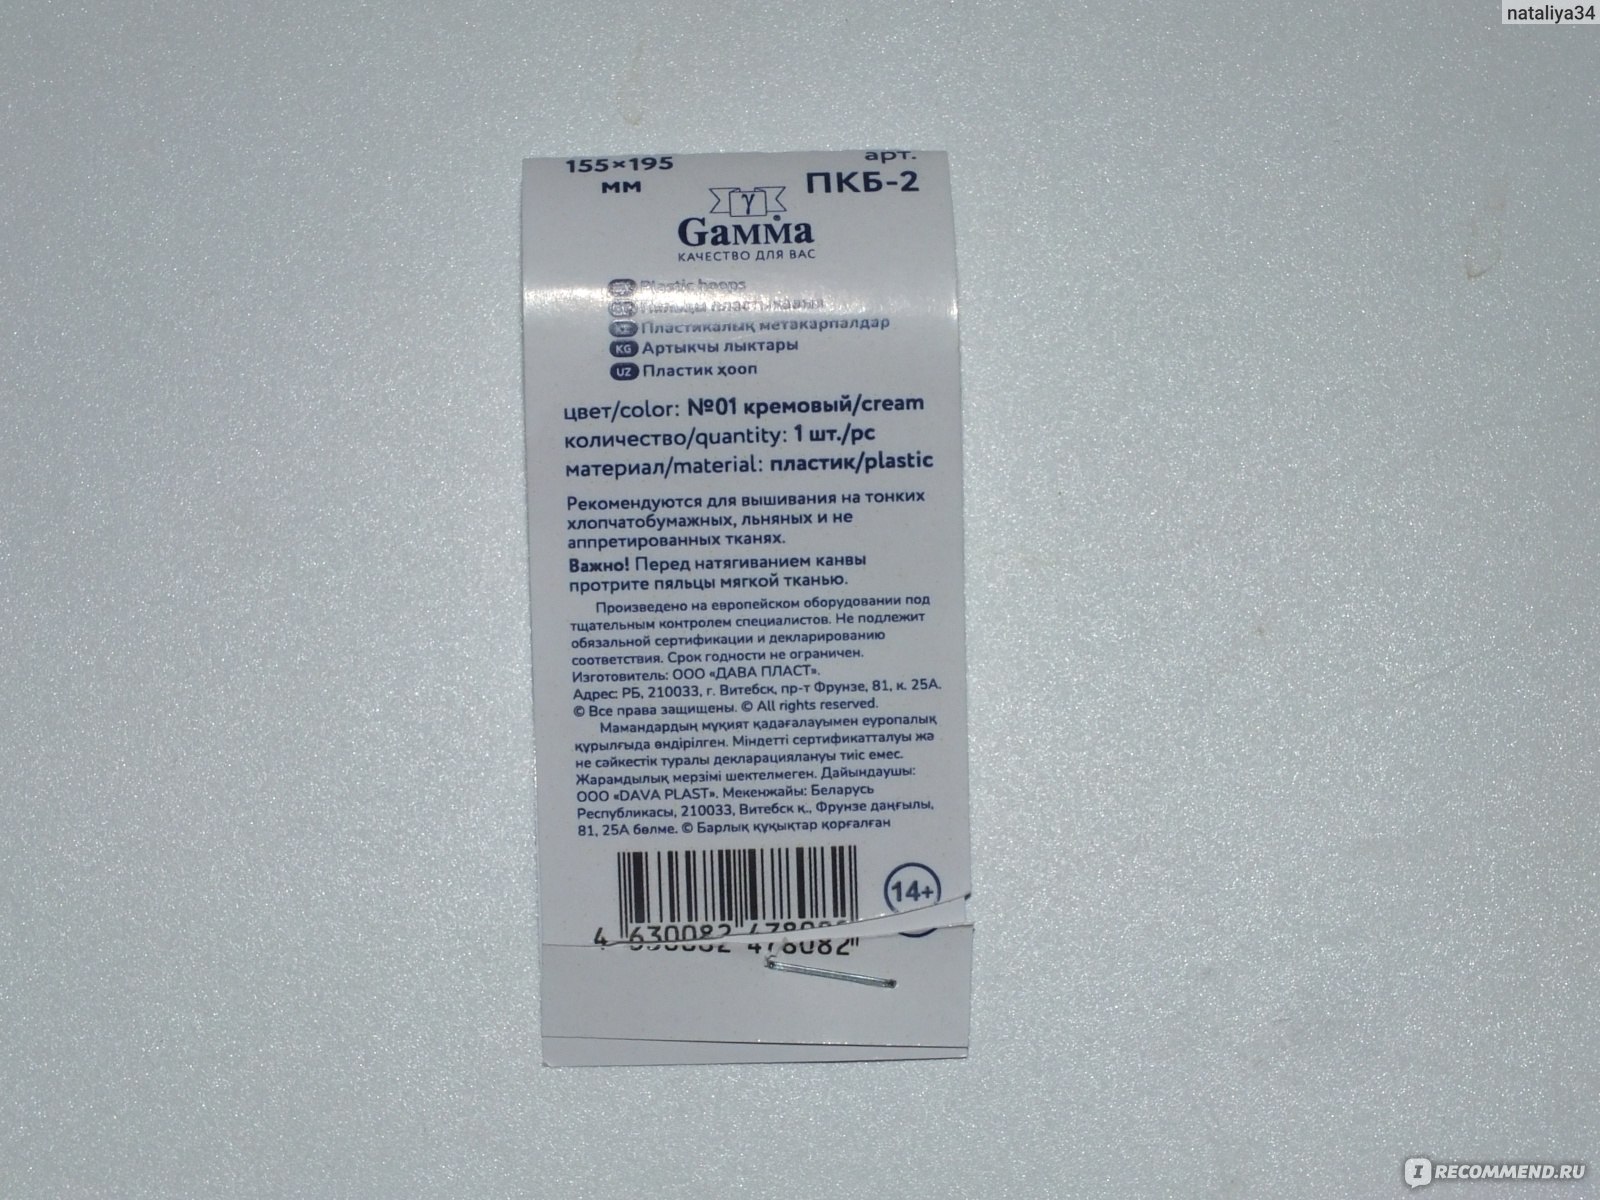 nataliya34
155×195
мм
арт.
ПКБ-2
γ
Gamma
КАЧЕСТВО ДЛЯ ВАС
Plastic hoops
Пяльцы пластиковые
KZ Пластикалық метакарпалдар
KG Артыкчы лыктары
UZ Пластик ҳооп
цвет/color: №01 кремовый/cream
количество/quantity: 1 шт./pc
материал/material: пластик/plastic
Рекомендуются для вышивания на тонких
хлопчатобумажных, льняных и не
аппретированных тканях.
Важно! Перед натягиванием канвы
протрите пяльцы мягкой тканью.
Произведено на европейском оборудовании под
тщательным контролем специалистов. Не подлежит
обязательной сертификации и декларированию
соответствия. Срок годности не ограничен.
Изготовитель: ООО «ДАВА ПЛАСТ».
Адрес: РБ, 210033, г. Витебск, пр-т Фрунзе, 81, к. 25А.
© Все права защищены. © All rights reserved.
Мамандардың мұқият қадағалауымен еуропалық
құрылғыда өндірілген. Міндетті сертификатталуы жә
не сәйкестік туралы декларациялануы тиіс емес.
Жарамдылық мерзімі шектелмеген. Дайындаушы:
ООО «DAVA PLAST». Мекенжайы: Беларусь
Республикасы, 210033, Витебск қ., Фрунзе даңғылы,
81, 25А бөлме. © Барлық құқықтар қорғалған
14+
4 630082 478082
IRECOMMEND.RU